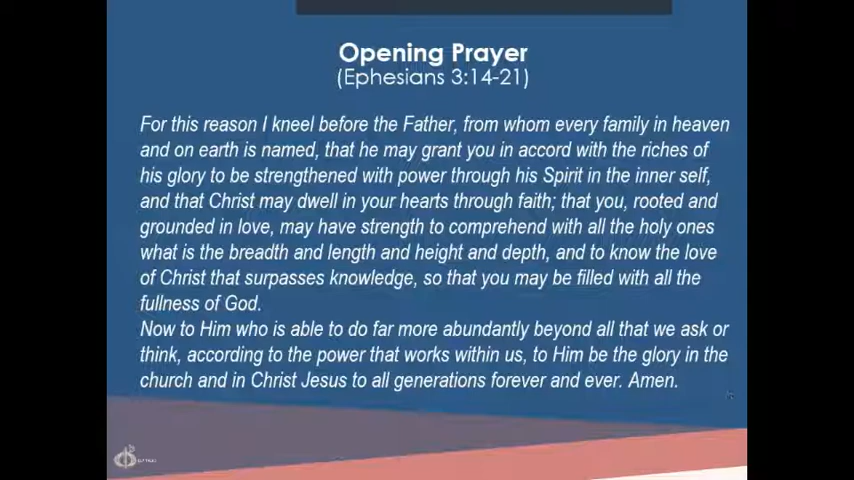 Opening Prayer
(Ephesians 3:14-21)
For this reason I kneel before the Father, from whom every family in heaven
and on earth is named, that he may grant you in accord with the riches of
his glory to be strengthened with power through his Spirit in the inner self,
and that Christ may dwell in your hearts through faith; that you, rooted and
grounded in love, may have strength to comprehend with all the holy ones
what is the breadth and length and height and depth, and to know the love
of Christ that surpasses knowledge, so that you may be filled with all the
fullness of God.
Now to Him who is able to do far more abundantly beyond all that we ask or
think, according to the power that works within us, to Him be the glory in the
church and in Christ Jesus to all generations forever and ever. Amen.